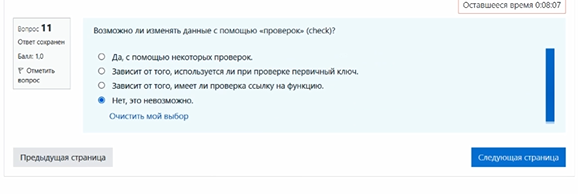 Оставшееся время 0:08:07
Вопрос 11
Ответ сохранен
Балл: 1,0
Отметить вопрос
Возможно ли изменять данные с помощью «проверок» (check)?
Да, с помощью некоторых проверок.
Зависит от того, используется ли при проверке первичный ключ.
Зависит от того, имеет ли проверка ссылку на функцию.
Нет, это невозможно.
Очистить мой выбор
Предыдущая страница
Следующая страница